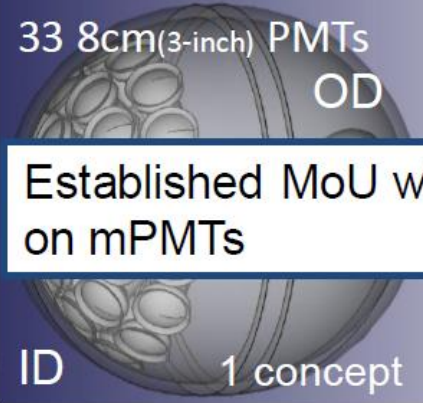 33 8cm(3-inch) PMTs
OD
Established MoU
on mPMTs
ID
1 concept